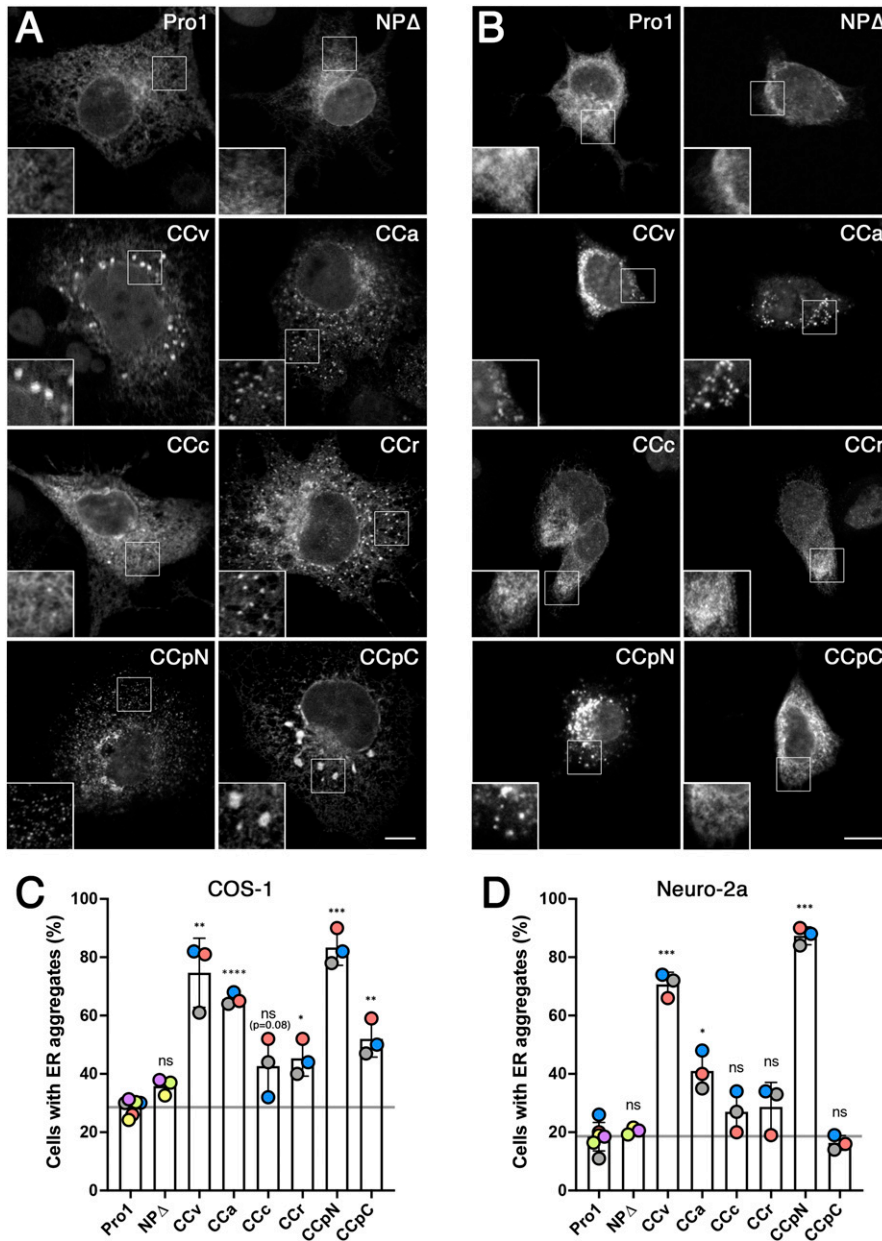 A
Pro1
NPΔ
CCv
CCa
CCc
CCr
CCpN
CCpC
B
Pro1
NPΔ
CCv
CCa
CCc
CCr
CCpN
CCpC
C
COS-1
Cells with ER aggregates (%)
100
80
60
40
20
0
**
****
ns
(p=0.08)
*
***
**
ns
Pro1
NPΔ
CCv
CCa
CCc
CCr
CCpN
CCpC
D
Neuro-2a
Cells with ER aggregates (%)
100
80
60
40
20
0
ns
***
*
ns
ns
***
ns
Pro1
NPΔ
CCv
CCa
CCc
CCr
CCpN
CCpC